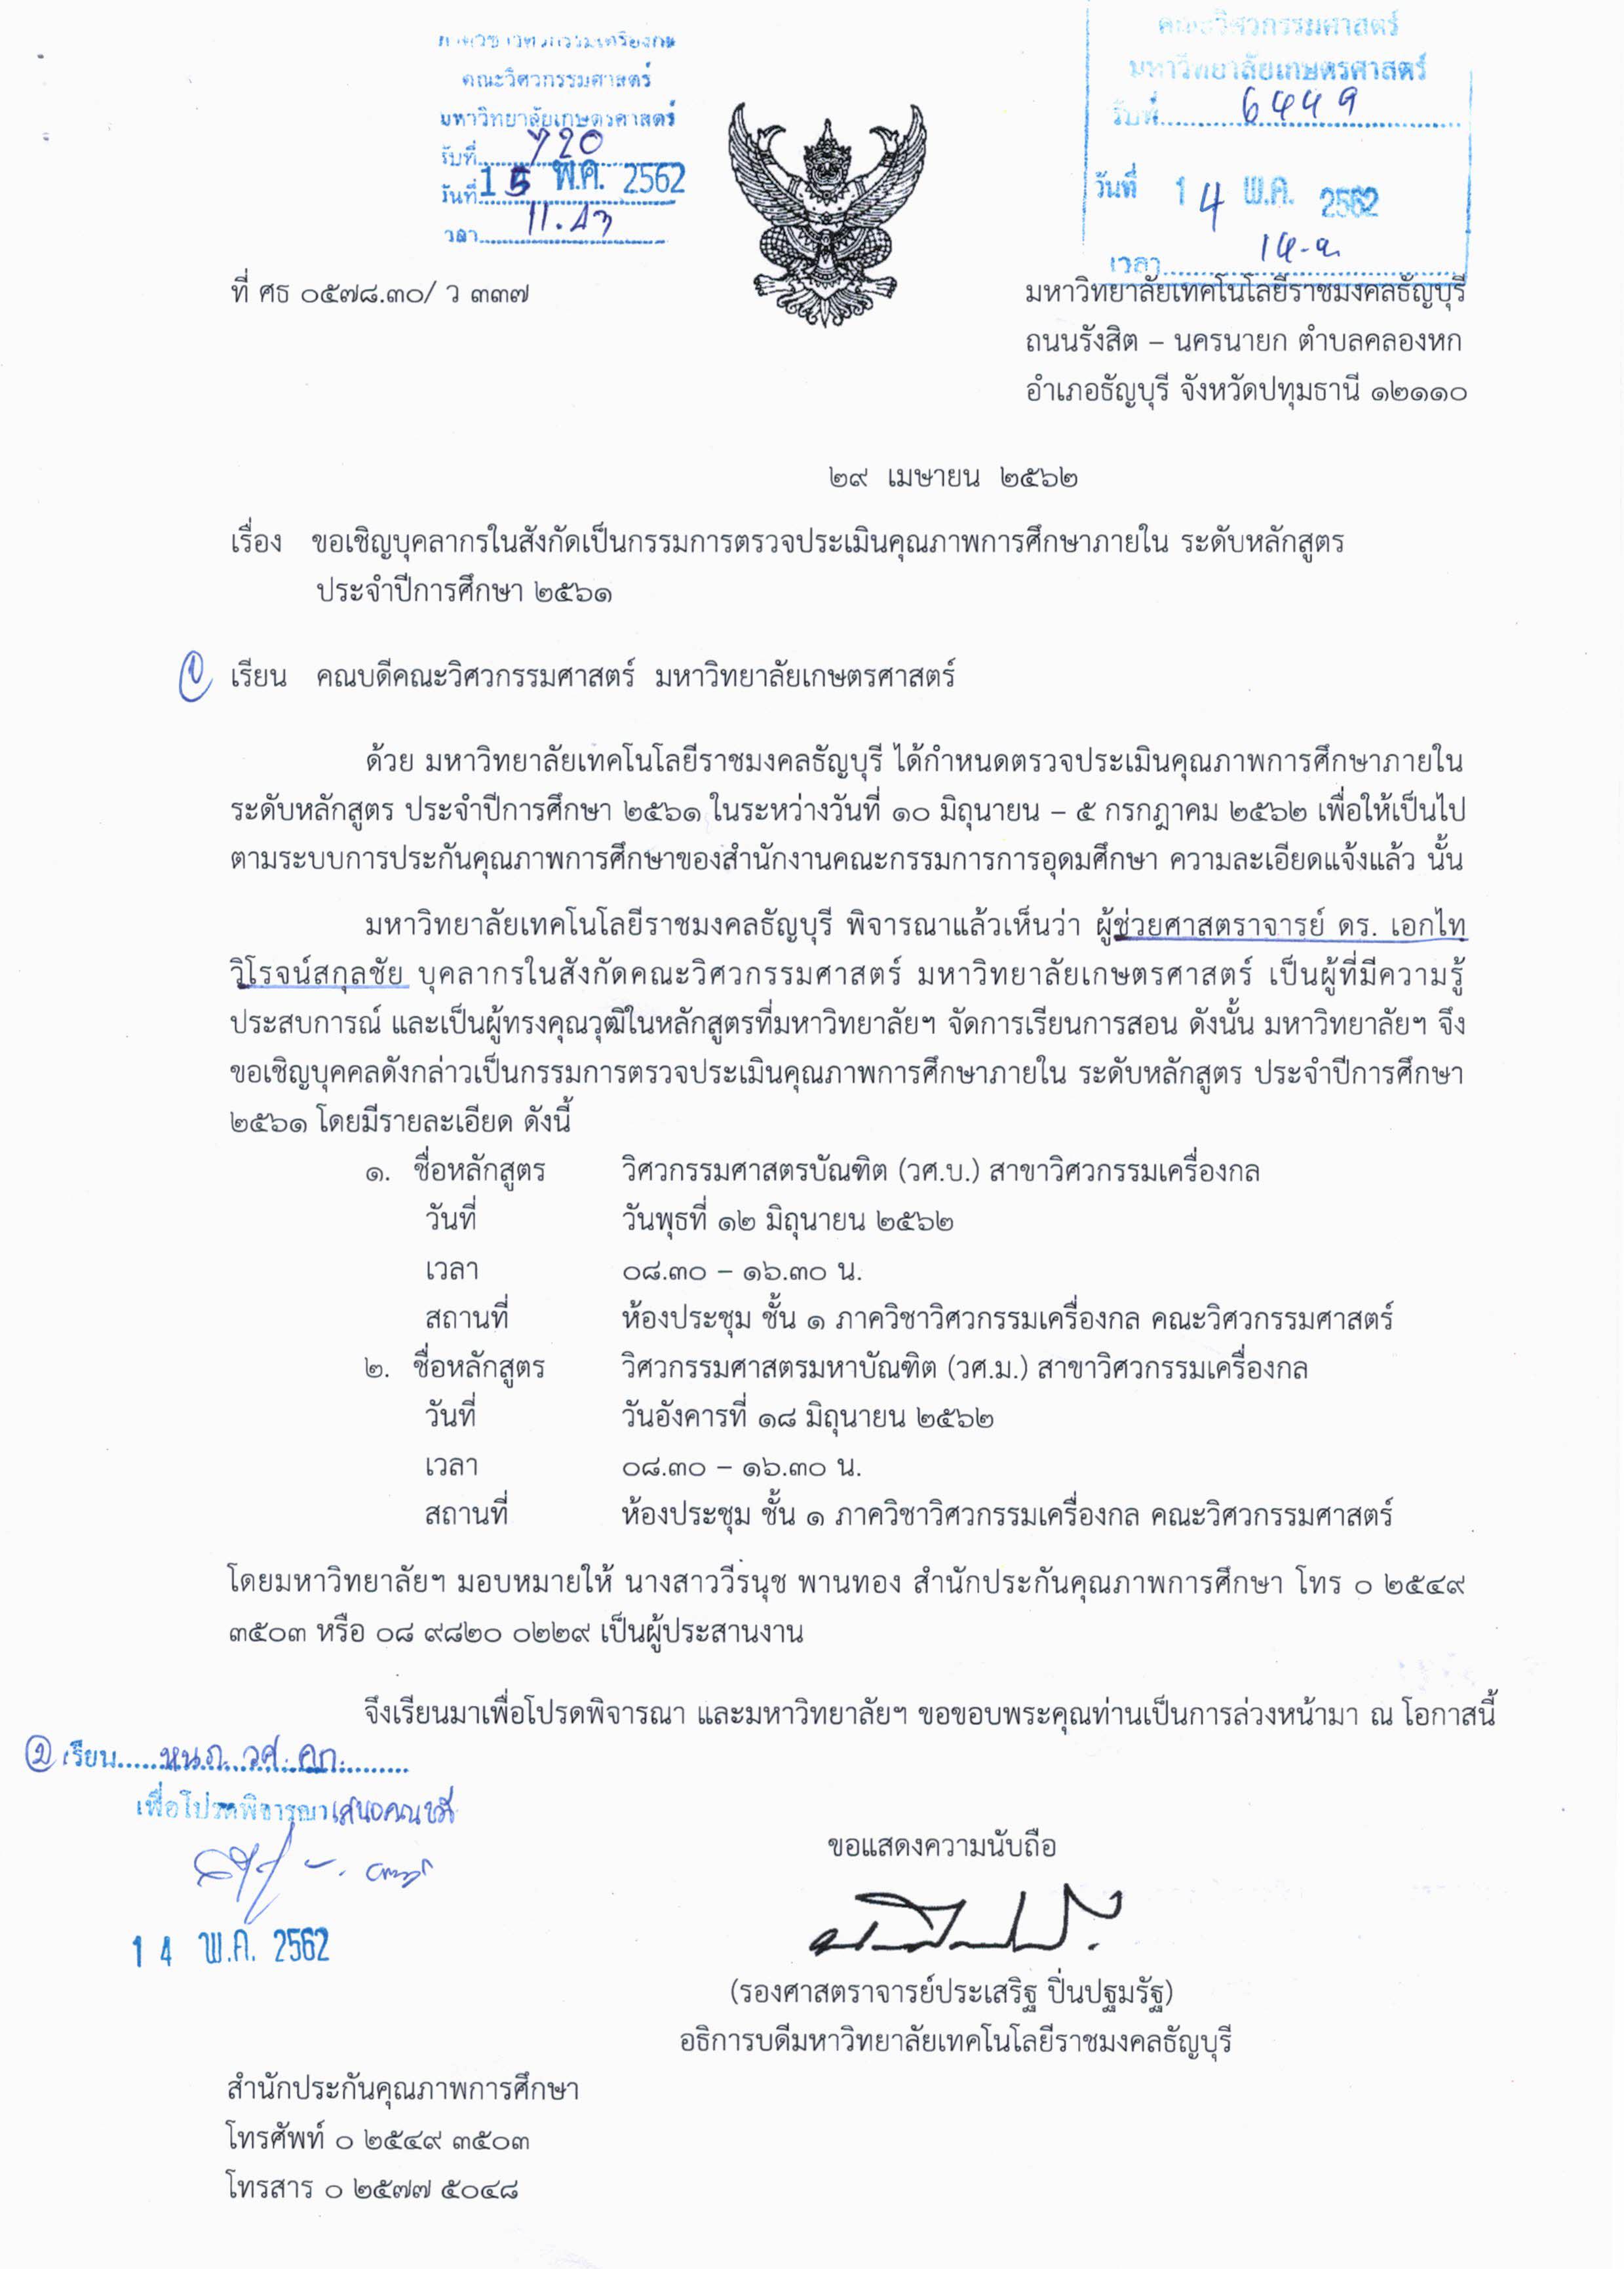 คณะวิศวกรรมศาสตร์
มหาวิทยาลัยเกษตรศาสตร์
รับที่ 720
วันที่ 15 พ.ค. 2562
เวลา
คณะวิศวกรรมศาสตร์
มหาวิทยาลัยเกษตรศาสตร์
รับที่ 6449
วันที่ 14 พ.ค. 2562
เวลา
ที่ ศธ ๐๕๗๘.๓๐/ ว ๓๓๗
มหาวิทยาลัยเทคโนโลยีราชมงคลธัญบุรี
ถนนรังสิต – นครนายก ตำบลคลองหก
อำเภอธัญบุรี จังหวัดปทุมธานี ๑๒๑๑๐
๒๙ เมษายน ๒๕๖๒
เรื่อง ขอเชิญบุคลากรในสังกัดเป็นกรรมการตรวจประเมินคุณภาพการศึกษาภายใน ระดับหลักสูตร
ประจำปีการศึกษา ๒๕๖๑
เรียน คณบดีคณะวิศวกรรมศาสตร์ มหาวิทยาลัยเกษตรศาสตร์
ด้วย มหาวิทยาลัยเทคโนโลยีราชมงคลธัญบุรี ได้กำหนดตรวจประเมินคุณภาพการศึกษาภายใน
ระดับหลักสูตร ประจำปีการศึกษา ๒๕๖๑ ในระหว่างวันที่ ๑๐ มิถุนายน – ๕ กรกฎาคม ๒๕๖๒ เพื่อให้เป็นไป
ตามระบบการประกันคุณภาพการศึกษาของสำนักงานคณะกรรมการการอุดมศึกษา ความละเอียดแจ้งแล้ว นั้น
มหาวิทยาลัยเทคโนโลยีราชมงคลธัญบุรี พิจารณาแล้วเห็นว่า ผู้ช่วยศาสตราจารย์ ดร. เอกไท
วิโรจน์สกุลชัย บุคลากรในสังกัดคณะวิศวกรรมศาสตร์ มหาวิทยาลัยเกษตรศาสตร์ เป็นผู้ที่มีความรู้
ประสบการณ์ และเป็นผู้ทรงคุณวุฒิในหลักสูตรที่มหาวิทยาลัยฯ จัดการเรียนการสอน ดังนั้น มหาวิทยาลัยฯ จึง
ขอเชิญบุคคลดังกล่าวเป็นกรรมการตรวจประเมินคุณภาพการศึกษาภายใน ระดับหลักสูตร ประจำปีการศึกษา
๒๕๖๑ โดยมีรายละเอียด ดังนี้
๑. ชื่อหลักสูตร วิศวกรรมศาสตรบัณฑิต (วศ.บ.) สาขาวิศวกรรมเครื่องกล
วันที่ วันพุธที่ ๑๒ มิถุนายน ๒๕๖๒
เวลา ๐๘.๓๐ – ๑๖.๓๐ น.
สถานที่ ห้องประชุม ชั้น ๑ ภาควิชาวิศวกรรมเครื่องกล คณะวิศวกรรมศาสตร์
๒. ชื่อหลักสูตร วิศวกรรมศาสตรมหาบัณฑิต (วศ.ม.) สาขาวิศวกรรมเครื่องกล
วันที่ วันอังคารที่ ๑๘ มิถุนายน ๒๕๖๒
เวลา ๐๘.๓๐ – ๑๖.๓๐ น.
สถานที่ ห้องประชุม ชั้น ๑ ภาควิชาวิศวกรรมเครื่องกล คณะวิศวกรรมศาสตร์
โดยมหาวิทยาลัยฯ มอบหมายให้ นางสาววีรนุช พานทอง สำนักประกันคุณภาพการศึกษา โทร ๐ ๒๕๔๙
๓๕๐๓ หรือ ๐๘ ๙๘๒๐ ๐๒๒๙ เป็นผู้ประสานงาน
จึงเรียนมาเพื่อโปรดพิจารณา และมหาวิทยาลัยฯ ขอขอบพระคุณท่านเป็นการล่วงหน้ามา ณ โอกาสนี้
๒ เรียน หนภ. วศ. คก.
เพื่อโปรดพิจารณาเสนอคณบดี
14 พ.ค. 2562
ขอแสดงความนับถือ
(รองศาสตราจารย์ประเสริฐ ปิ่นปฐมรัฐ)
อธิการบดีมหาวิทยาลัยเทคโนโลยีราชมงคลธัญบุรี
สำนักประกันคุณภาพการศึกษา
โทรศัพท์ ๐ ๒๕๔๙ ๓๕๐๓
โทรสาร ๐ ๒๕๗๗ ๕๐๔๘